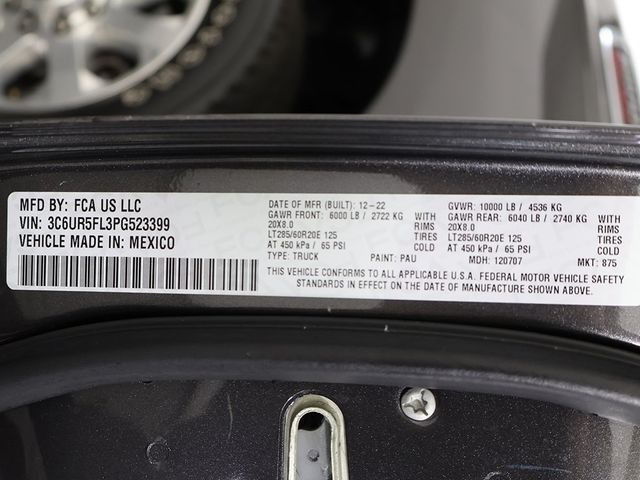 MFD BY: FCA US LLC
VIN: 3C6UR5FL3PG523399
VEHICLE MADE IN: MEXICO
DATE OF MFR (BUILT): 12-22
GAWR FRONT: 6000 LB / 2722 KG
20X8.0 WITH RIMS
LT285/60R20E 125 TIRES
AT 450 kPa / 65 PSI COLD
TYPE: TRUCK PAINT: PAU
GVWR: 10000 LB / 4536 KG
GAWR REAR: 6040 LB / 2740 KG
20X8.0 WITH RIMS
LT285/60R20E 125 TIRES
AT 450 kPa / 65 PSI COLD
MDH: 120707 MKT: 875
THIS VEHICLE CONFORMS TO ALL APPLICABLE U.S.A. FEDERAL MOTOR VEHICLE SAFETY
STANDARDS IN EFFECT ON THE DATE OF MANUFACTURE SHOWN ABOVE.